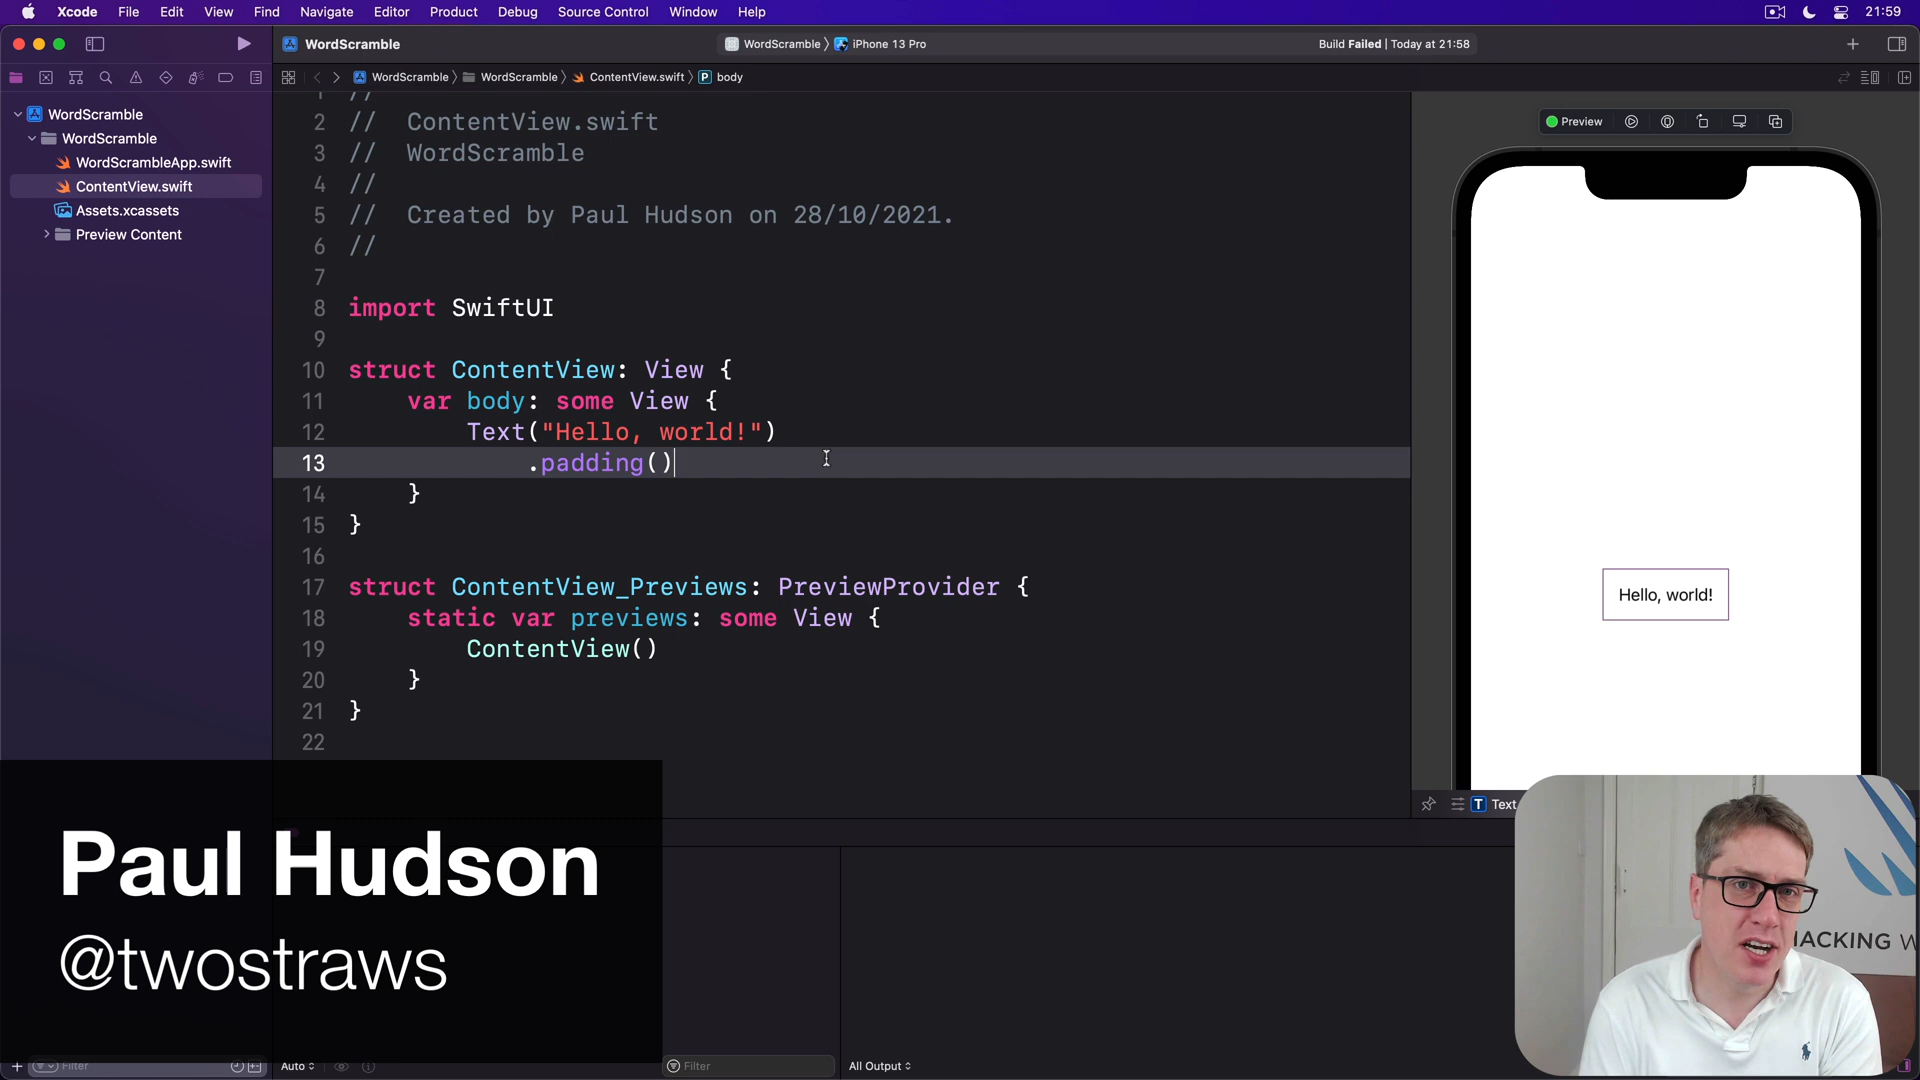 Xcode File Edit View Find Navigate Editor Product Debug Source Control Window Help 21:59
WordScramble
WordScramble iPhone 13 Pro
Build Failed | Today at 21:58
WordScramble WordScramble ContentView.swift P body
WordScramble
WordScramble
WordScrambleApp.swift
ContentView.swift
Assets.xcassets
Preview Content
1 //
2 // ContentView.swift
3 // WordScramble
4 //
5 // Created by Paul Hudson on 28/10/2021.
6 //
7
8 import SwiftUI
9
10 struct ContentView: View {
11 var body: some View {
12 Text("Hello, world!")
13 .padding()
14 }
15 }
16
17 struct ContentView_Previews: PreviewProvider {
18 static var previews: some View {
19 ContentView()
20 }
21 }
22
Preview
Hello, world!
T Text
Paul Hudson
@twostraws
HACKING W
Filter
Auto
Filter
All Output